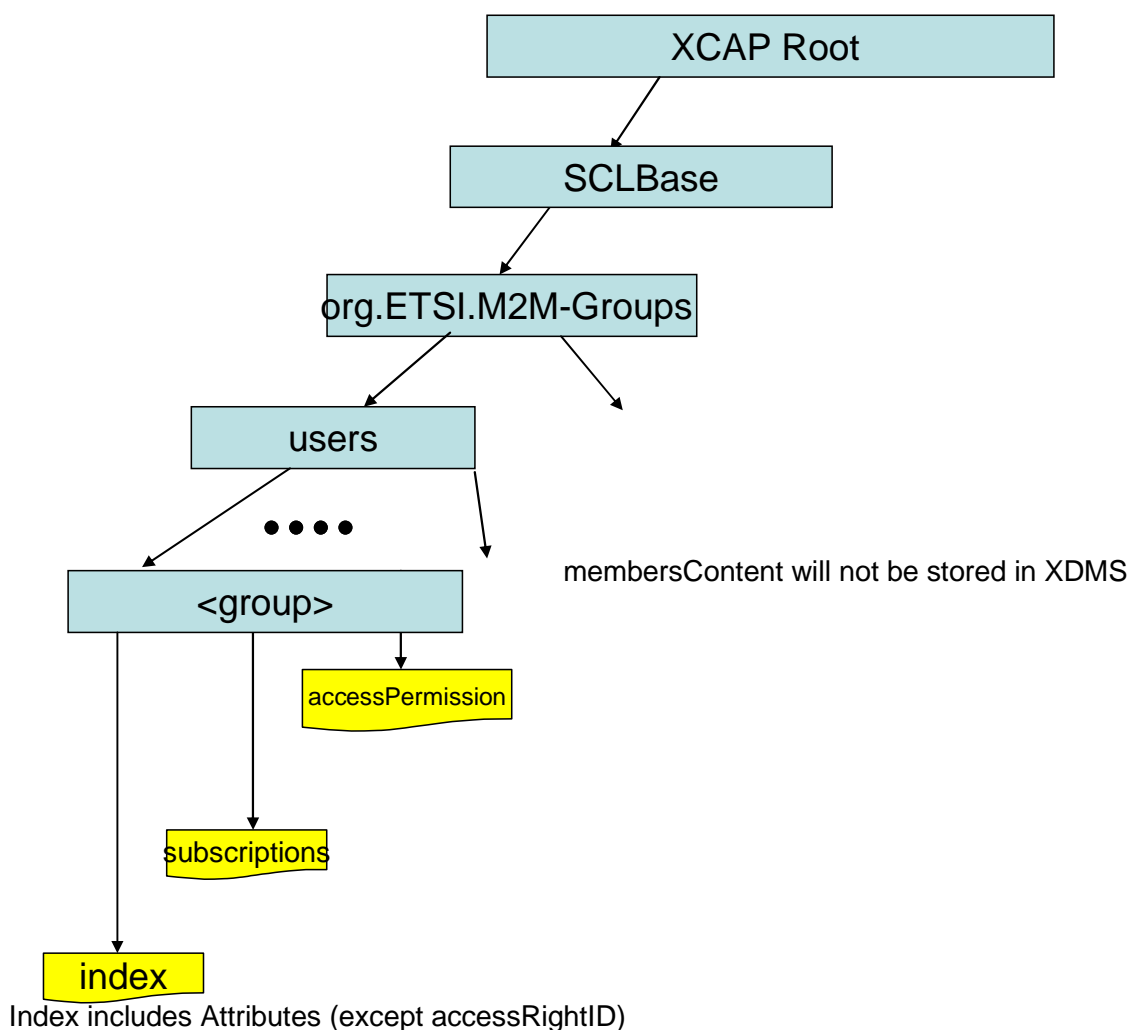 XCAP Root
SCLBase
org.ETSI.M2M-Groups
users
membersContent will not be stored in XDMS
<group>
accessPermission
subscriptions
index
Index includes Attributes (except accessRightID)